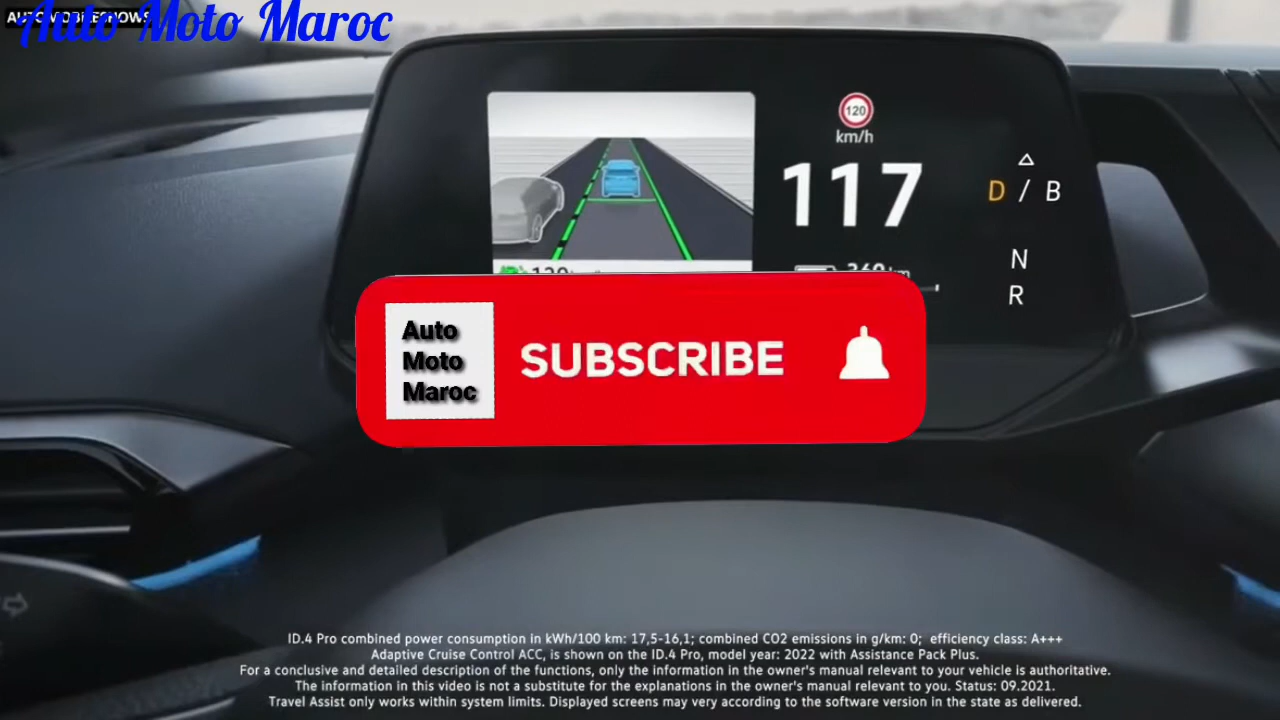 AUTOMOBILESHOWS
Auto Moto Maroc
120
km/h
117
D / B
N
R
Auto
Moto
Maroc
SUBSCRIBE
ID.4 Pro combined power consumption in kWh/100 km: 17,5-16,1; combined CO2 emissions in g/km: 0; efficiency class: A+++
Adaptive Cruise Control ACC, is shown on the ID.4 Pro, model year: 2022 with Assistance Pack Plus.
For a conclusive and detailed description of the functions, only the information in the owner's manual relevant to your vehicle is authoritative.
The information in this video is not a substitute for the explanations in the owner's manual relevant to you. Status: 09.2021.
Travel Assist only works within system limits. Displayed screens may very according to the software version in the state as delivered.